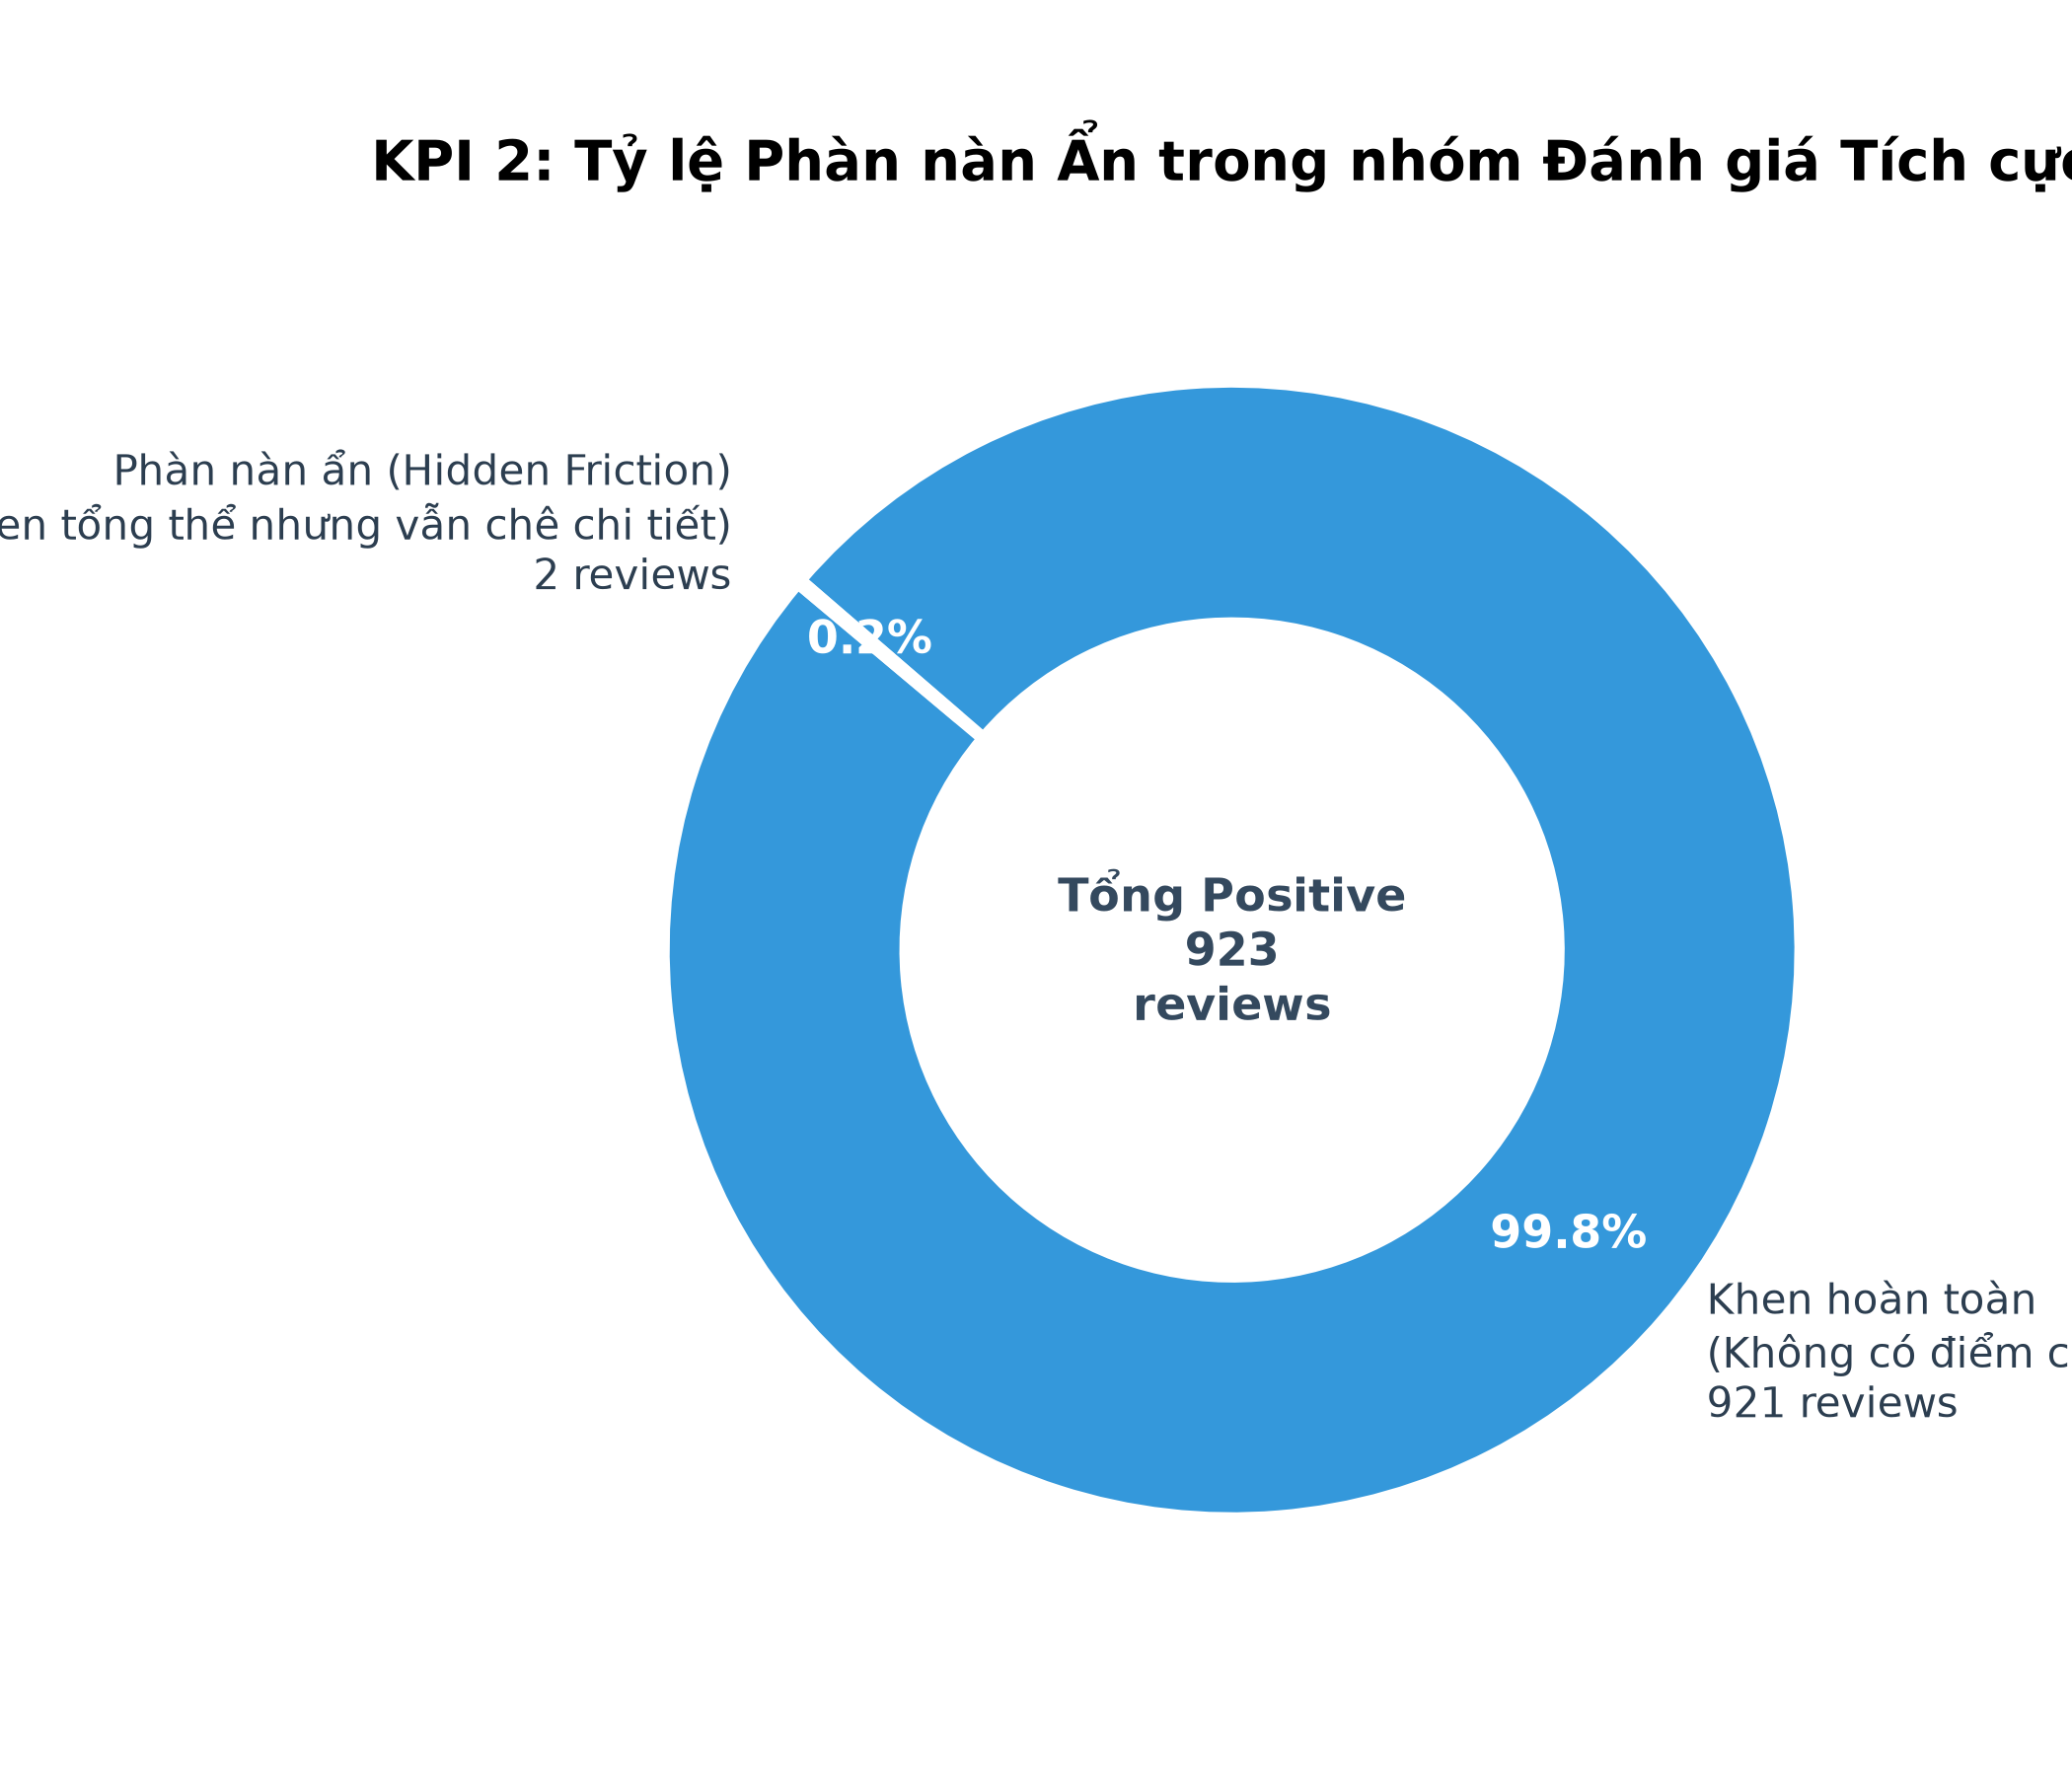 KPI 2: Tỷ lệ Phàn nàn Ẩn trong nhóm Đánh giá Tích
Phàn nàn ẩn (Hidden Friction)
tổng thể nhưng vẫn chê chi tiết)
2 reviews
0.2%
Tổng Positive
923
reviews
99.8%
Khen hoàn toàn
(Không có điểm
921 reviews